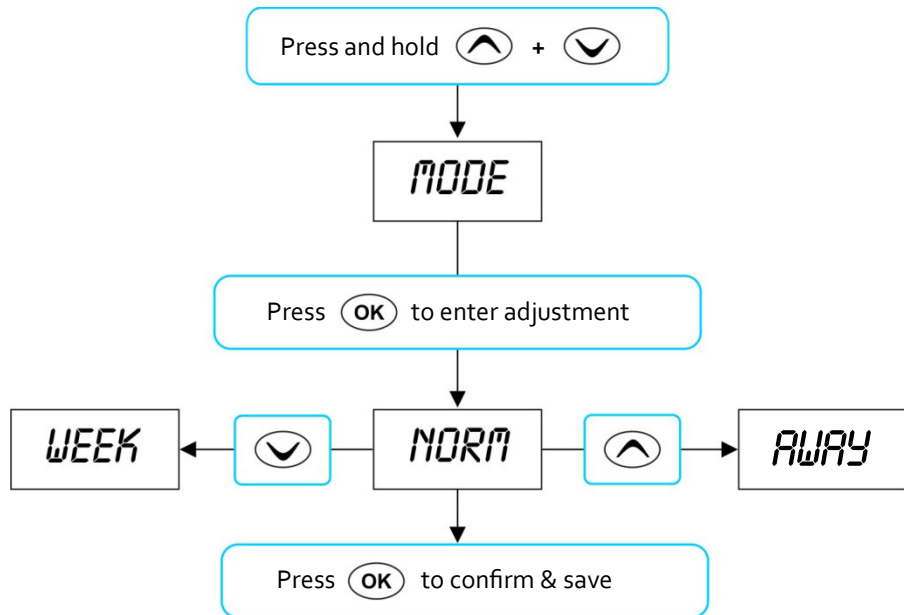 Press and hold +
MODE
Press OK to enter adjustment
WEEK NORM AWAY
Press OK to confirm & save